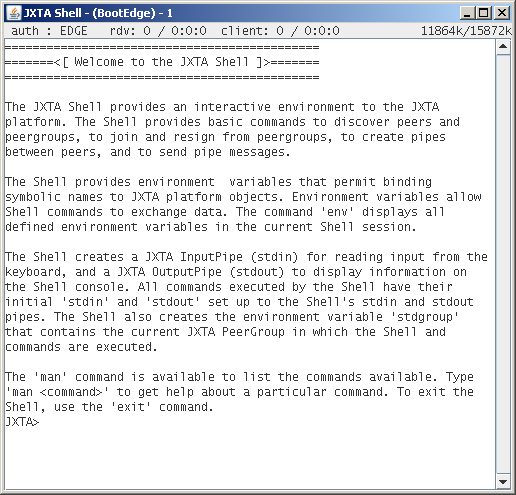 JXTA Shell - (BootEdge) - 1
auth : EDGE rdv: 0 / 0:0:0 client: 0 / 0:0:0 11864k/15872k
=============================================
=======<[ Welcome to the JXTA Shell ]>=======
=============================================
The JXTA Shell provides an interactive environment to the JXTA
platform. The Shell provides basic commands to discover peers and
peergroups, to join and resign from peergroups, to create pipes
between peers, and to send pipe messages.
The Shell provides environment  variables that permit binding
symbolic names to JXTA platform objects. Environment variables allow
Shell commands to exchange data. The command 'env' displays all
defined environment variables in the current Shell session.
The Shell creates a JXTA InputPipe (stdin) for reading input from the
keyboard, and a JXTA OutputPipe (stdout) to display information on
the Shell console. All commands executed by the Shell have their
initial 'stdin' and 'stdout' set up to the Shell's stdin and stdout
pipes. The Shell also creates the environment variable 'stdgroup'
that contains the current JXTA PeerGroup in which the Shell and
commands are executed.
The 'man' command is available to list the commands available. Type
'man <command>' to get help about a particular command. To exit the
Shell, use the 'exit' command.
JXTA>